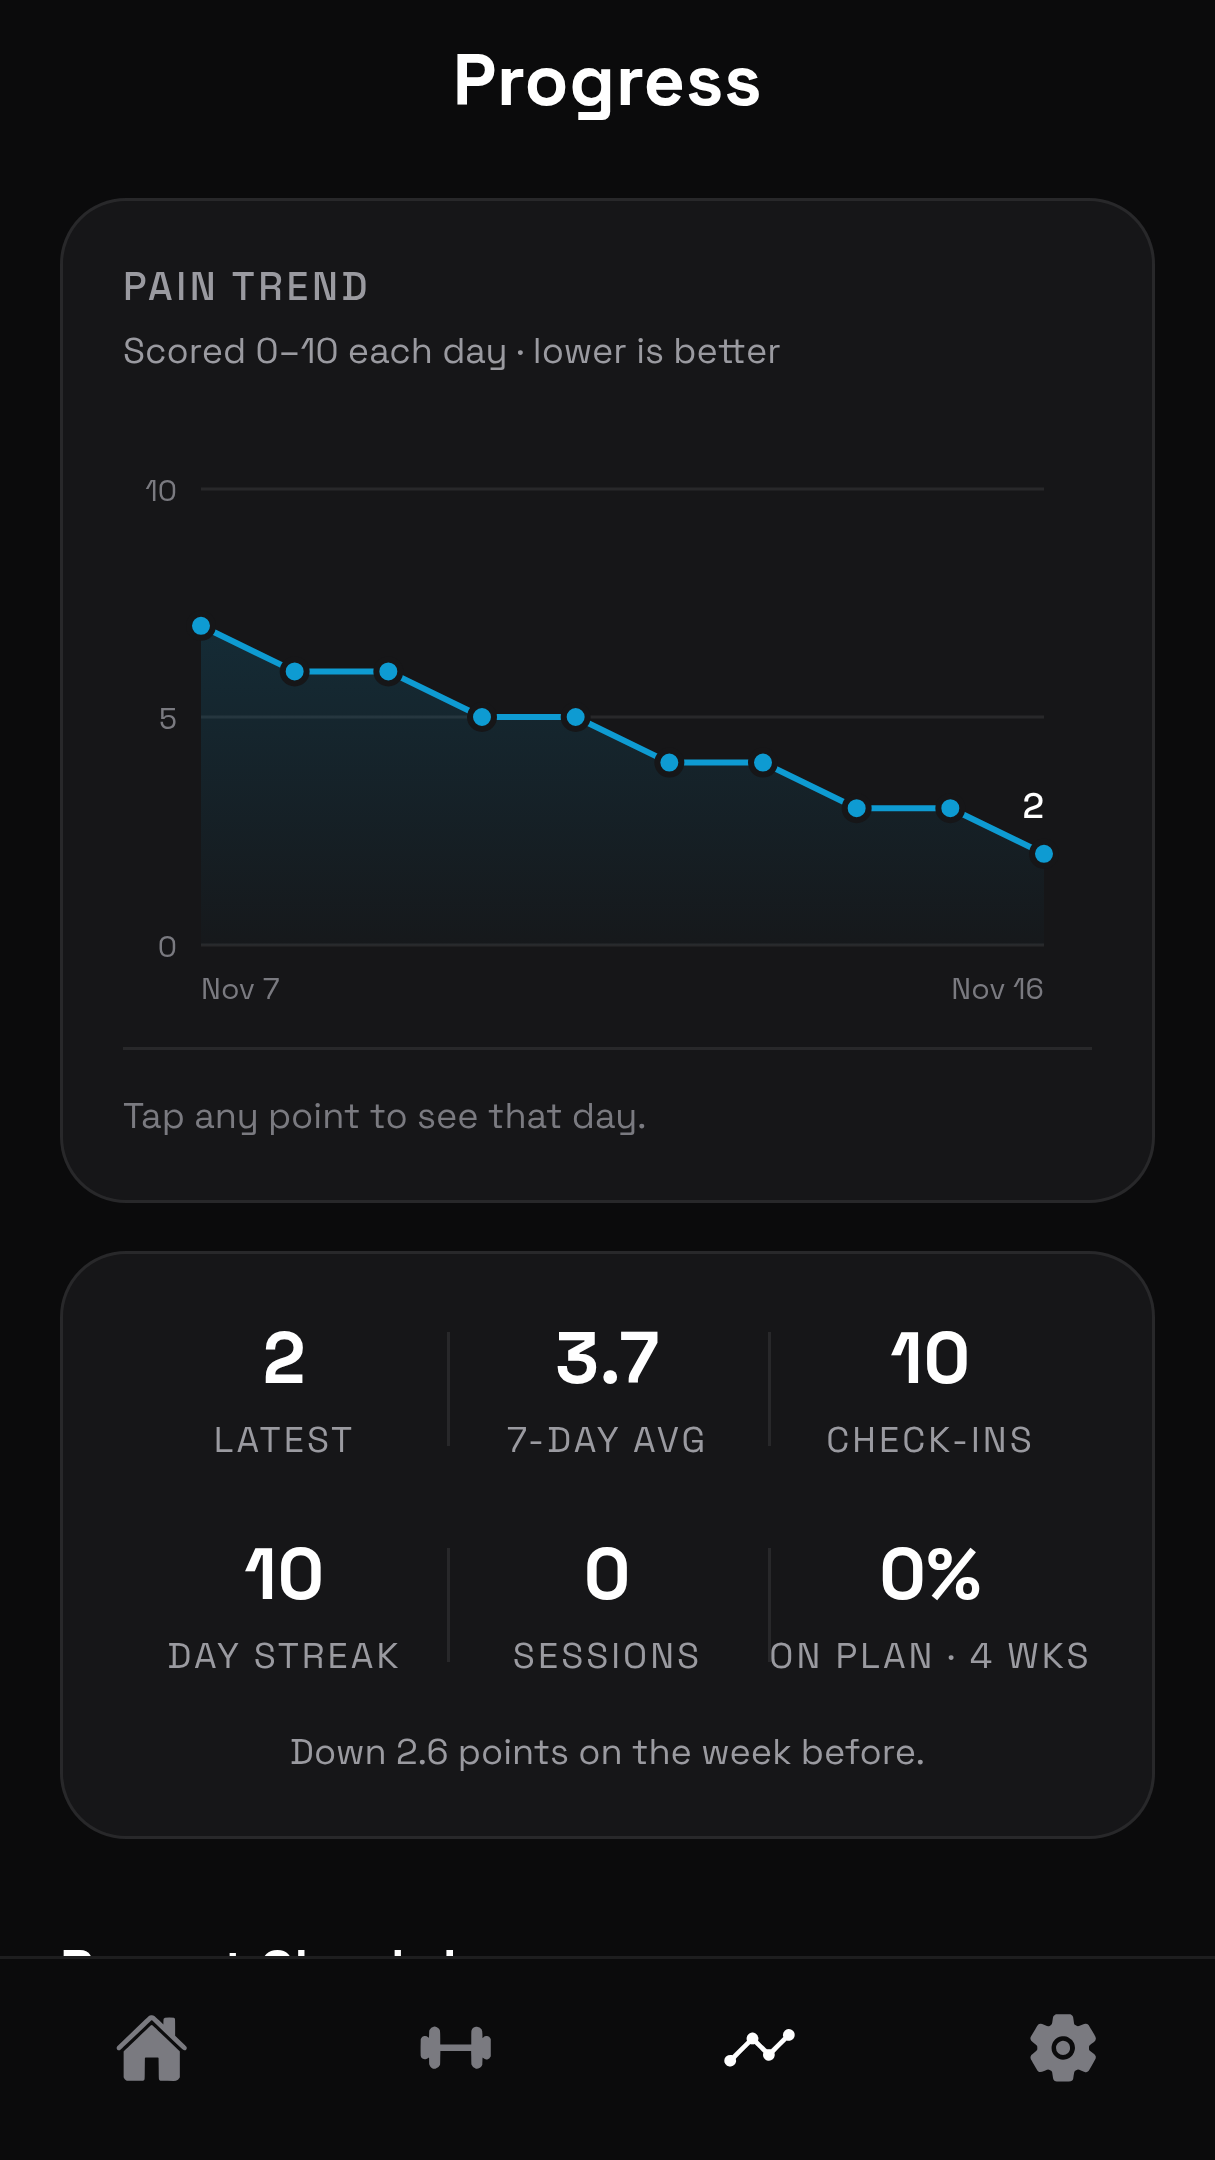 Progress
PAIN TREND
Scored 0–10 each day · lower is better
10
5
2
0
Nov 7 Nov 16
Tap any point to see that day.
2 3.7 10
LATEST 7-DAY AVG CHECK-INS
10 0 0%
DAY STREAK SESSIONS ON PLAN · 4 WKS
Down 2.6 points on the week before.